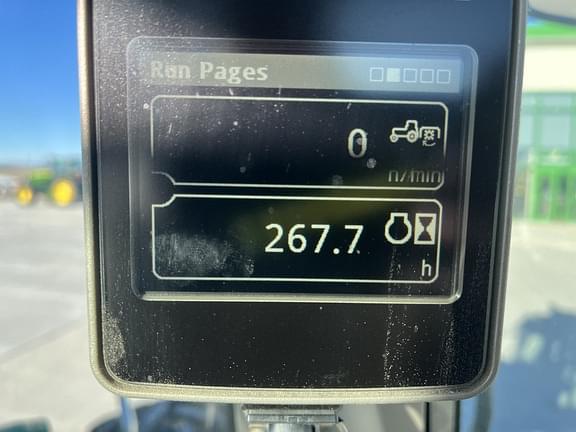 Run Pages
0
n/min
267.7
h